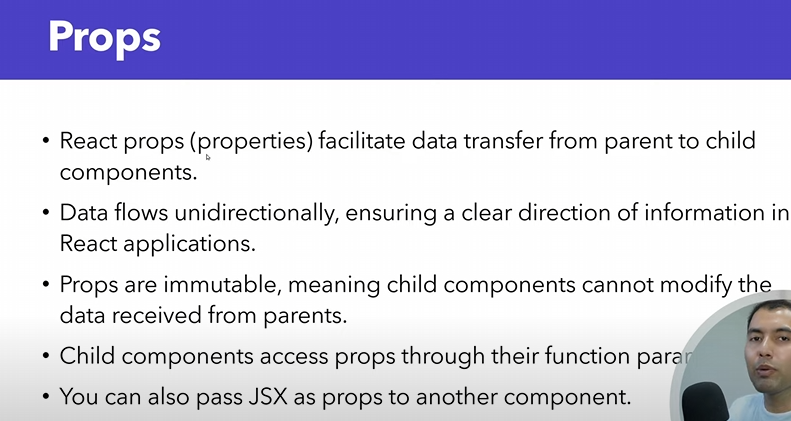 Props
• React props (properties) facilitate data transfer from parent to child
components.
• Data flows unidirectionally, ensuring a clear direction of information in
React applications.
• Props are immutable, meaning child components cannot modify the
data received from parents.
• Child components access props through their function
• You can also pass JSX as props to another component.